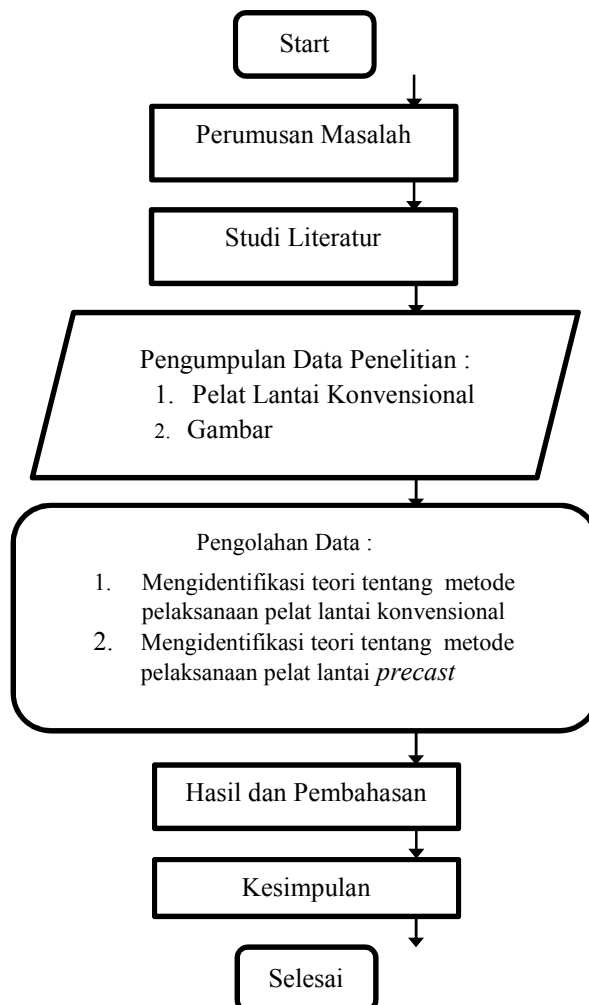 Start
Perumusan Masalah
Studi Literatur
Pengumpulan Data Penelitian :
1. Pelat Lantai Konvensional
2. Gambar
Pengolahan Data :
1. Mengidentifikasi teori tentang metode
pelaksanaan pelat lantai konvensional
2. Mengidentifikasi teori tentang metode
pelaksanaan pelat lantai precast
Hasil dan Pembahasan
Kesimpulan
Selesai